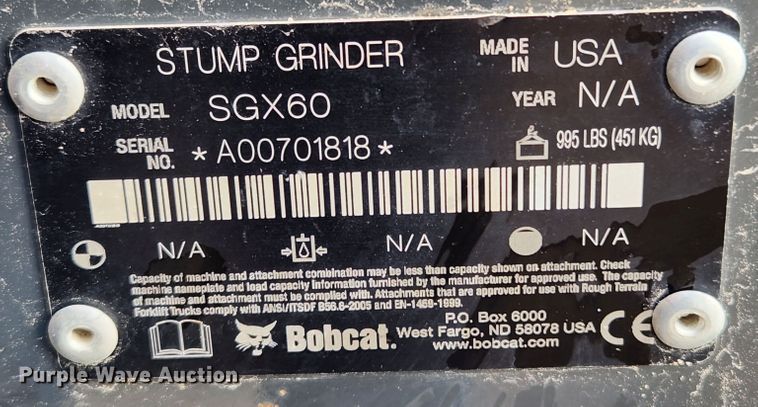 STUMP GRINDER MADE IN USA
MODEL SGX60 YEAR N/A
SERIAL NO. *A00701818* 995 LBS (451 KG)
N/A N/A N/A
Capacity of machine and attachment combination may be less than capacity shown on attachment. Check
machine nameplate and load capacity information furnished by the manufacturer for approved use. The capacity
of machine and attachment must be complied with. Attachments that are approved for use with Rough Terrain
Forklift Trucks comply with ANSI/ITSDF B56.6-2005 and EN-1459-1999.
Bobcat.
P.O. Box 6000
West Fargo, ND 58078 USA
www.bobcat.com
CE
Purple Wave Auction